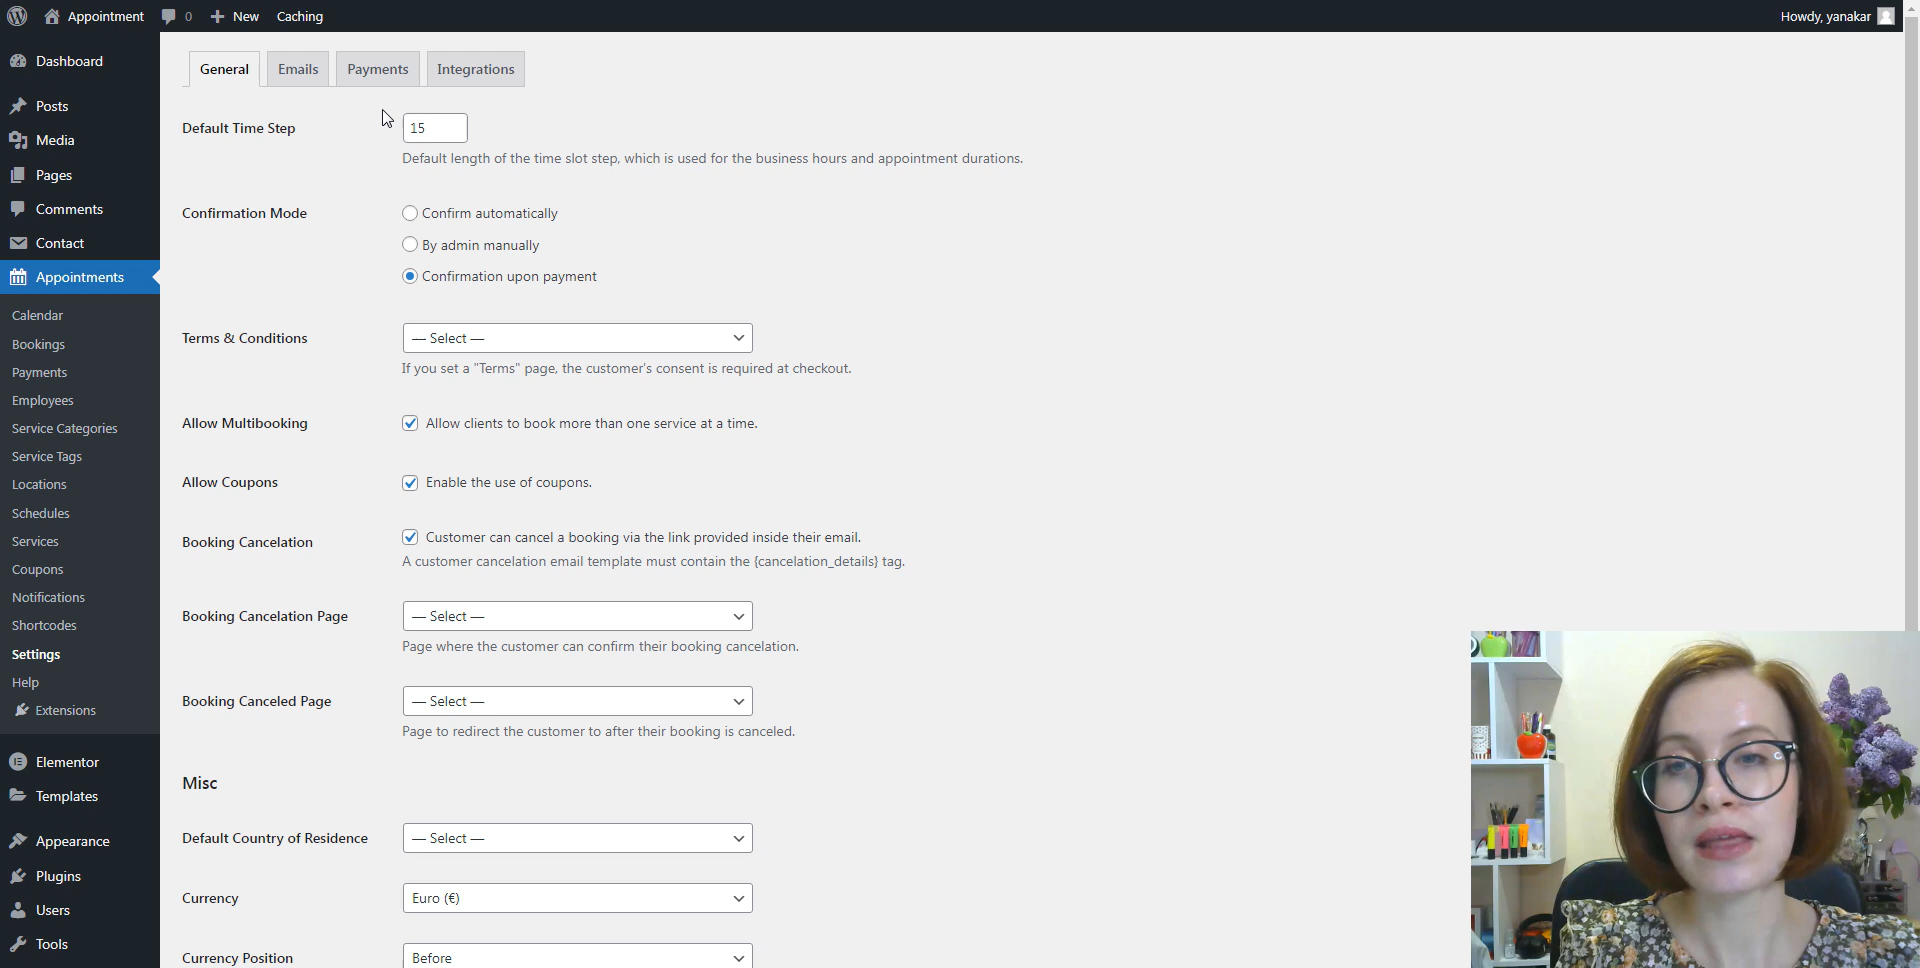 Appointment
0
New
Caching
Howdy, yanakar
Dashboard
Posts
Media
Pages
Comments
Contact
Appointments
Calendar
Bookings
Payments
Employees
Service Categories
Service Tags
Locations
Schedules
Services
Coupons
Notifications
Shortcodes
Settings
Help
Extensions
Elementor
Templates
Appearance
Plugins
Users
Tools
General
Emails
Payments
Integrations
Default Time Step
15
Default length of the time slot step, which is used for the business hours and appointment durations.
Confirmation Mode
Confirm automatically
By admin manually
Confirmation upon payment
Terms & Conditions
— Select —
If you set a "Terms" page, the customer's consent is required at checkout.
Allow Multibooking
Allow clients to book more than one service at a time.
Allow Coupons
Enable the use of coupons.
Booking Cancelation
Customer can cancel a booking via the link provided inside their email.
A customer cancelation email template must contain the {cancelation_details} tag.
Booking Cancelation Page
— Select —
Page where the customer can confirm their booking cancelation.
Booking Canceled Page
— Select —
Page to redirect the customer to after their booking is canceled.
Misc
Default Country of Residence
— Select —
Currency
Euro (€)
Currency Position
Before